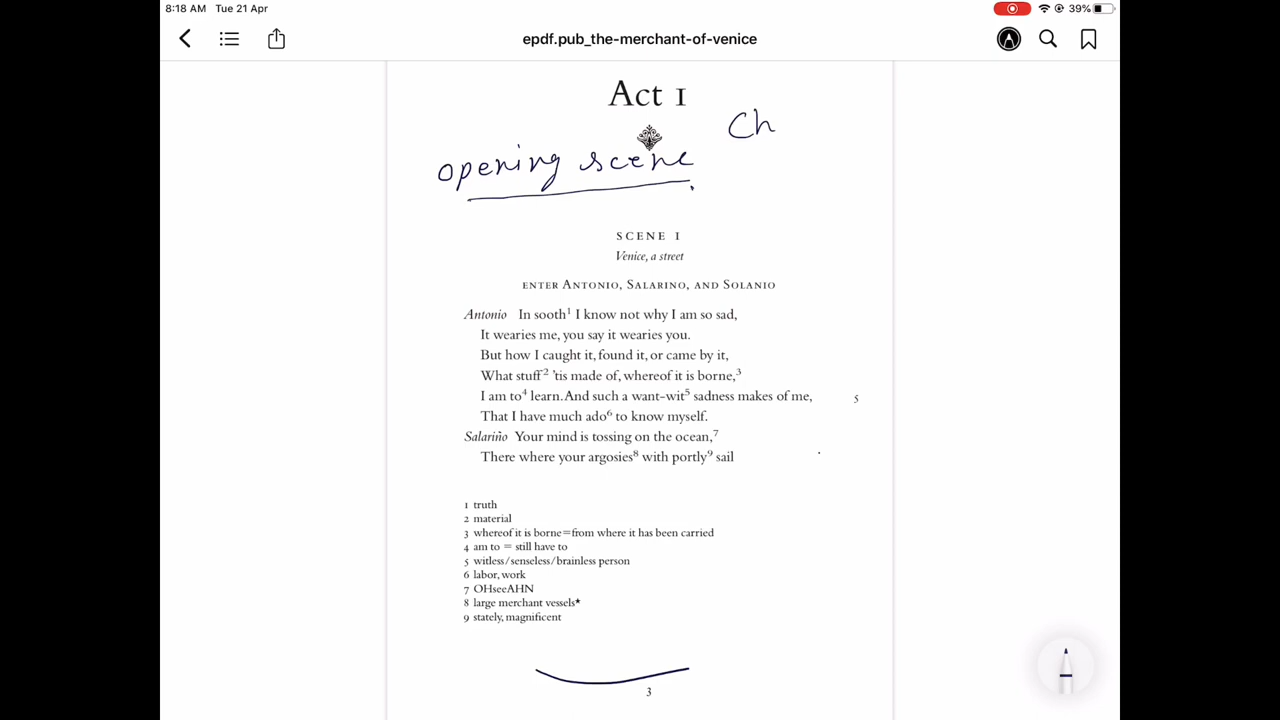 8:18 AM Tue 21 Apr
39%
epdf.pub_the-merchant-of-venice
Act 1
Ch
opening scene
SCENE 1
Venice, a street
ENTER ANTONIO, SALARINO, AND SOLANIO
Antonio In sooth¹ I know not why I am so sad,
It wearies me, you say it wearies you.
But how I caught it, found it, or came by it,
What stuff² 'tis made of, whereof it is borne,³
I am to⁴ learn. And such a want-wit⁵ sadness makes of me, 5
That I have much ado⁶ to know myself.
Salarino Your mind is tossing on the ocean,⁷
There where your argosies⁸ with portly⁹ sail
1 truth
2 material
3 whereof it is borne=from where it has been carried
4 am to = still have to
5 witless/senseless/brainless person
6 labor, work
7 OHseeAHN
8 large merchant vessels*
9 stately, magnificent
3